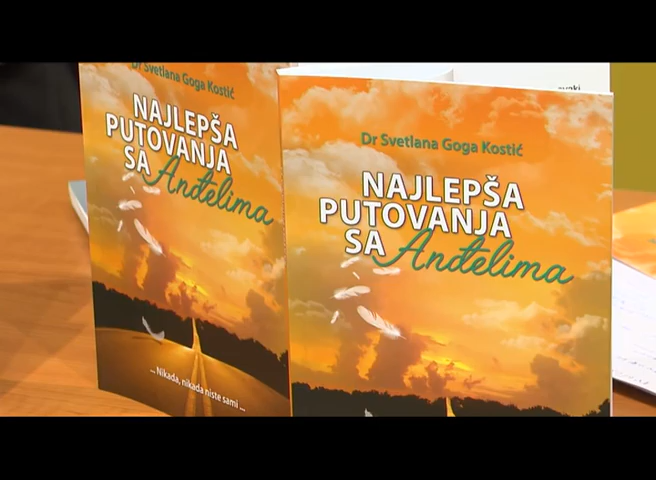 Dr Svetlana Goga Kostić
NAJLEPŠA
PUTOVANJA
SA Anđelima
... Nikada, nikada niste sami ...
Dr Svetlana Goga Kostić
NAJLEPŠA
PUTOVANJA
SA Anđelima